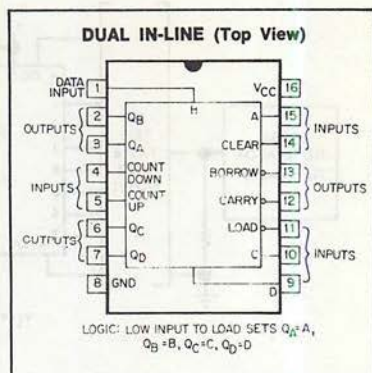 DUAL IN-LINE (Top View)
DATA INPUT 1 H VCC 16
OUTPUTS 2 QB A 15 INPUTS
3 QA CLEAR 14
INPUTS 4 COUNT DOWN BORROW 13 OUTPUTS
5 COUNT UP CARRY 12
CUTPUTS 6 QC LOAD 11 INPUTS
7 QD C 10
8 GND D 9
LOGIC: LOW INPUT TO LOAD SETS QA=A,
QB=B, QC=C, QD=D